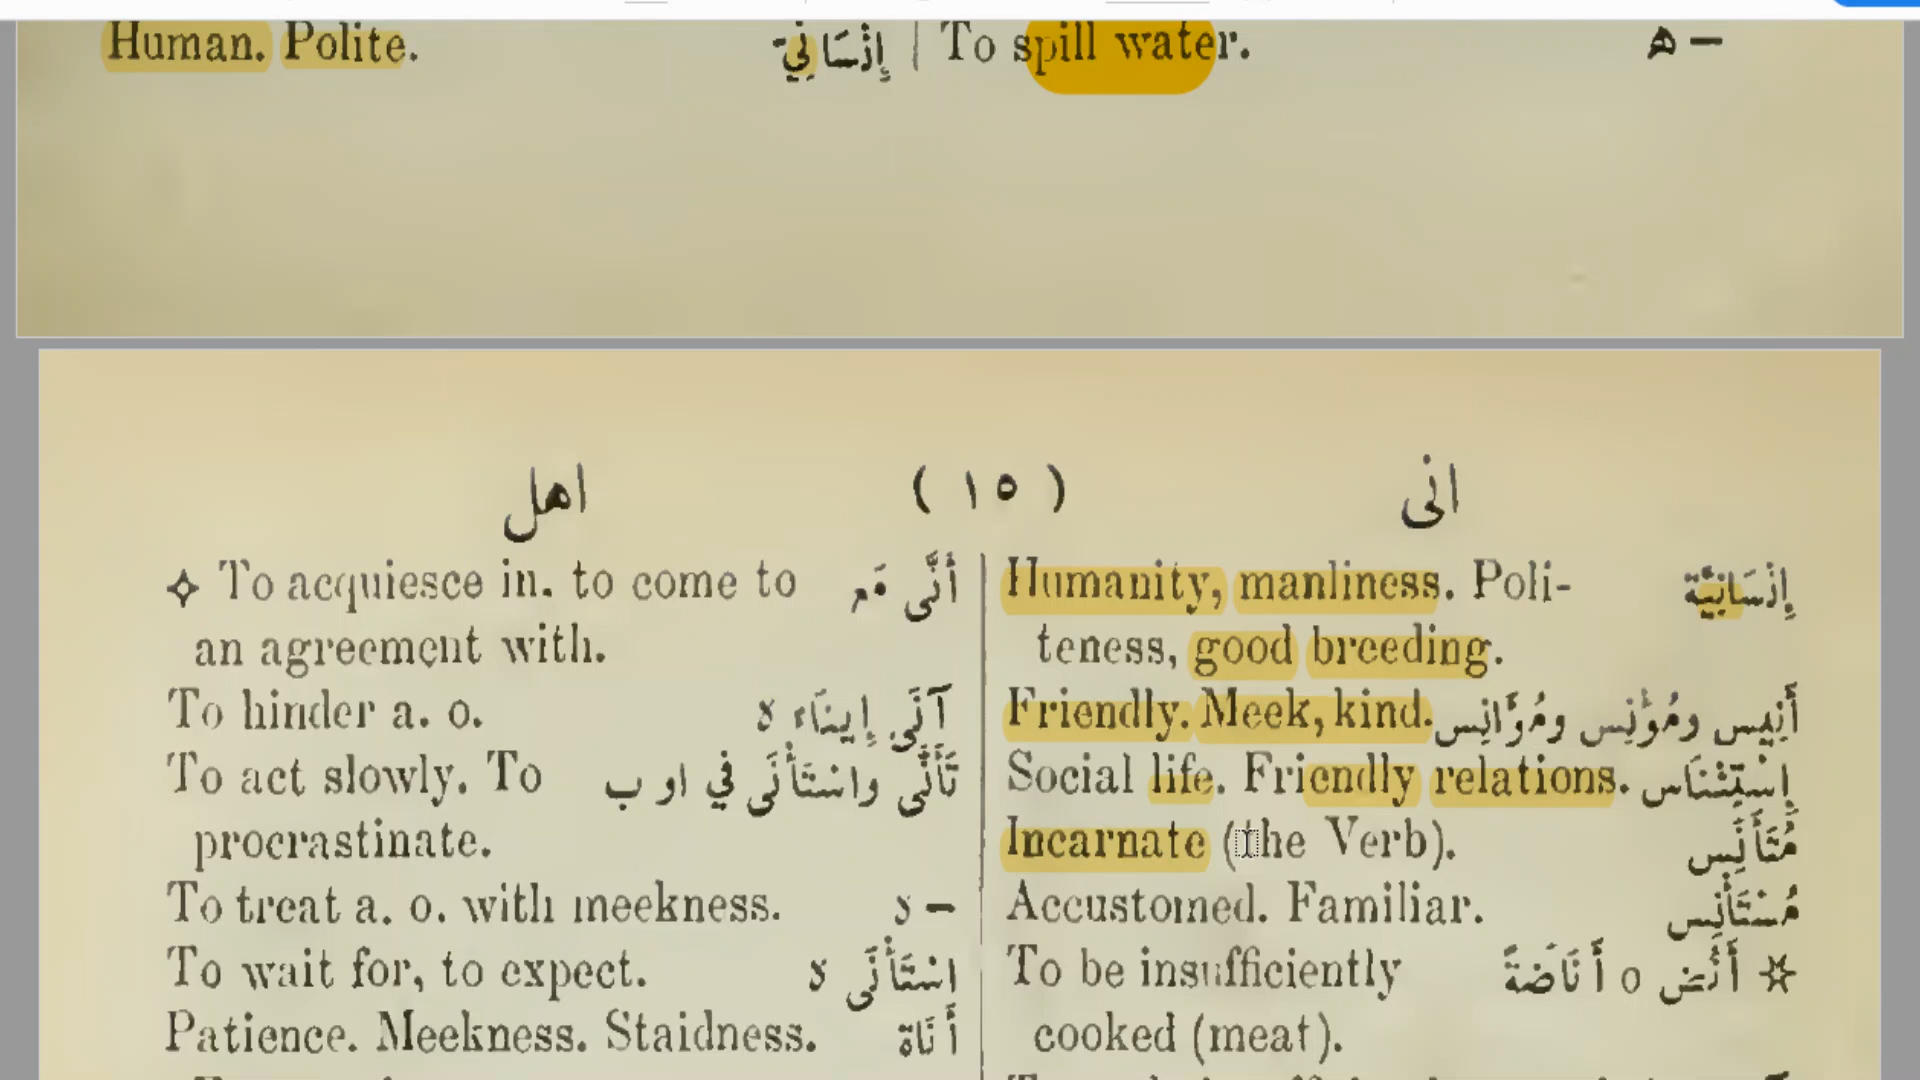 Human. Polite. إِنْسَانِيّ | To spill water. — ه
اهل ( ١٥ ) انى
Humanity, manliness. Poli- إِنْسَانِيَّة
teness, good breeding.
Friendly. Meek, kind. أَنِيس ومُؤْنِس ومُؤَانِس
Social life. Friendly relations. إِسْتِئْنَاس
Incarnate (the Verb). مُتَأَنِّس
Accustomed. Familiar. مُسْتَأْنِس
To be insufficiently ✲ أَنُضَ o أَنَاضَةً
cooked (meat).
✧ To acquiesce in. to come to أَنَّى مَع
an agreement with.
To hinder a. o. آنَى إِينَاء ه
To act slowly. To تَأَنَّى واسْتَأْنَى في او ب
procrastinate.
To treat a. o. with meekness. — ه
To wait for, to expect. اسْتَأْنَى ه
Patience. Meekness. Staidness. أَنَاة